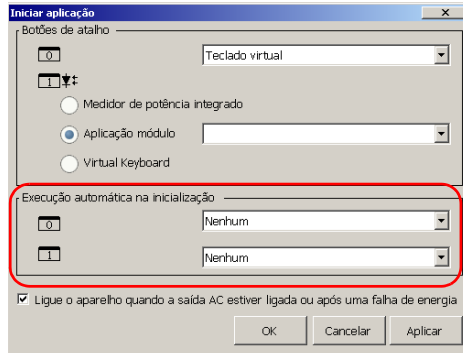 Iniciar aplicação
Botões de atalho
0
Teclado virtual
1
Medidor de potência integrado
Aplicação módulo
Virtual Keyboard
Execução automática na inicialização
0
Nenhum
1
Nenhum
Ligue o aparelho quando a saída AC estiver ligada ou após uma falha de energia
OK
Cancelar
Aplicar